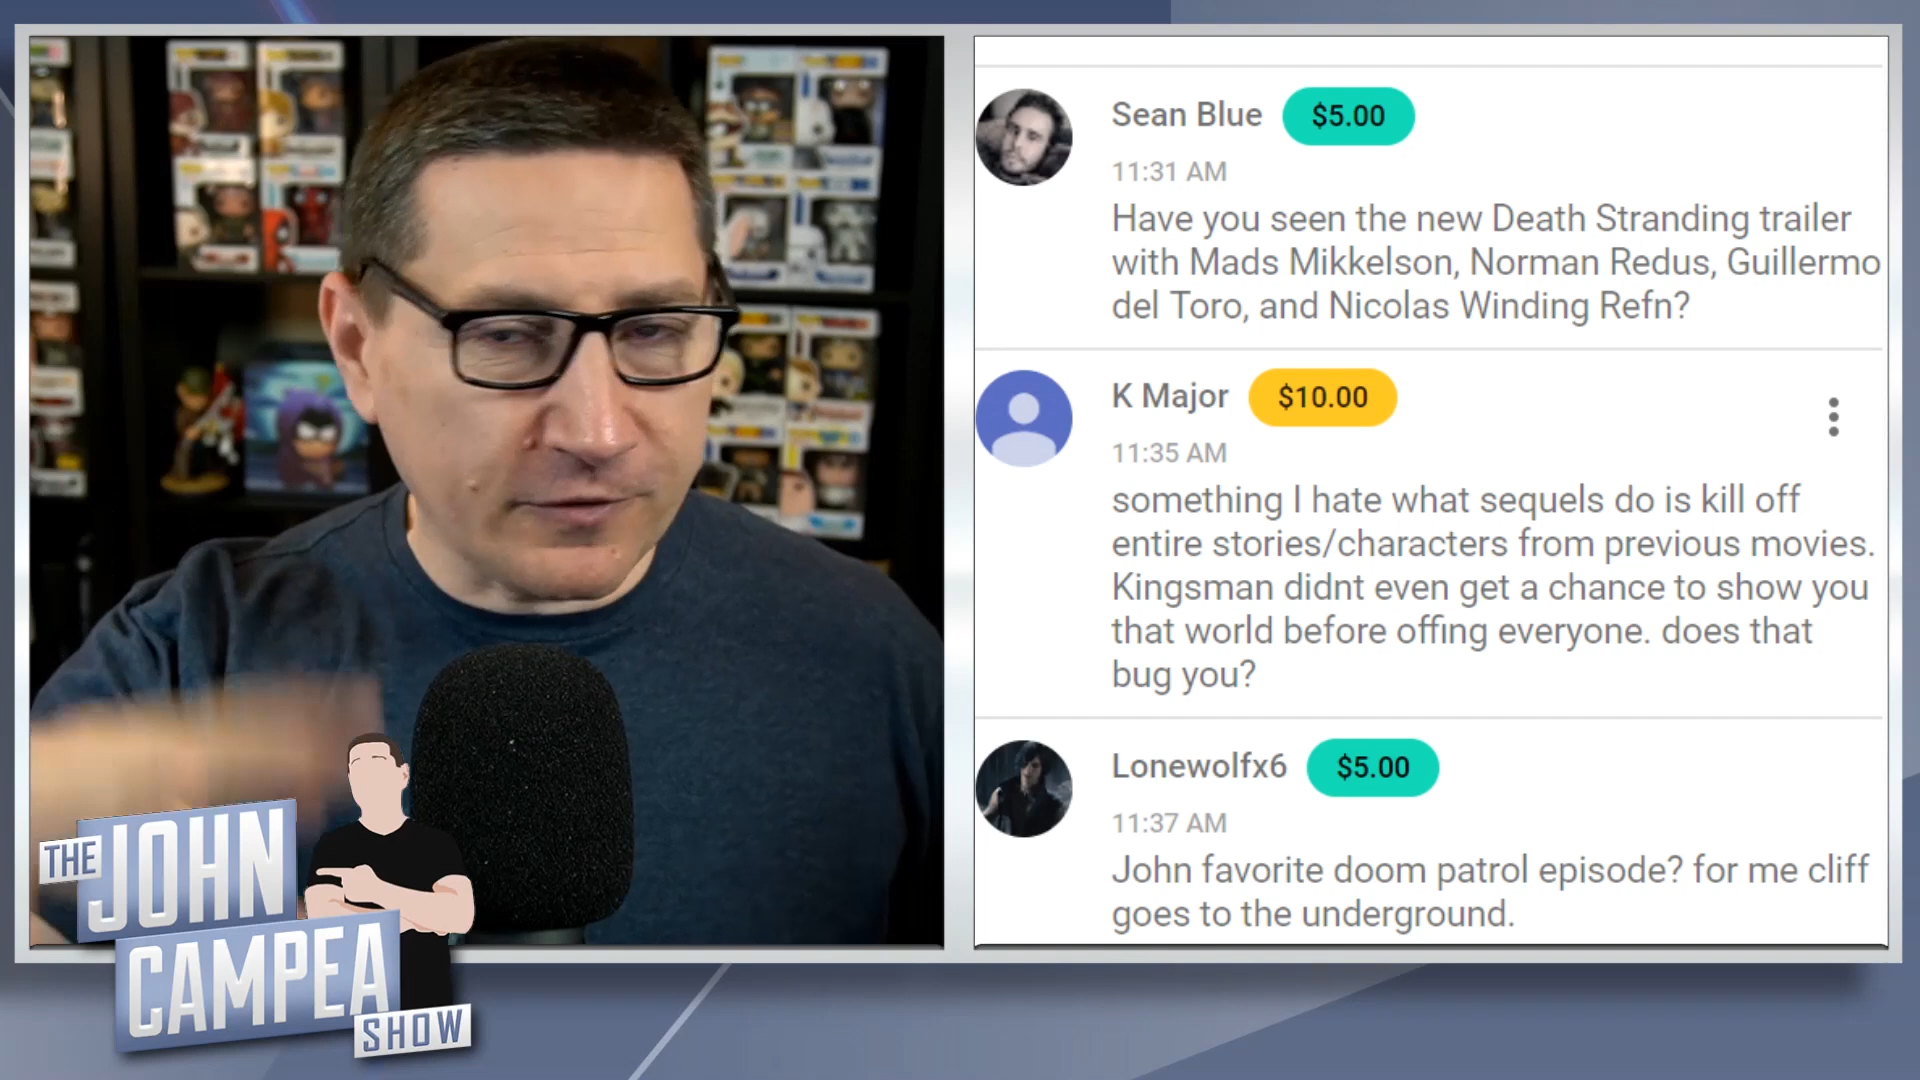 Sean Blue $5.00
11:31 AM
Have you seen the new Death Stranding trailer
with Mads Mikkelson, Norman Redus, Guillermo
del Toro, and Nicolas Winding Refn?
K Major $10.00
11:35 AM
something I hate what sequels do is kill off
entire stories/characters from previous movies.
Kingsman didnt even get a chance to show you
that world before offing everyone. does that
bug you?
Lonewolfx6 $5.00
11:37 AM
John favorite doom patrol episode? for me cliff
goes to the underground.
THE JOHN
CAMPEA
SHOW